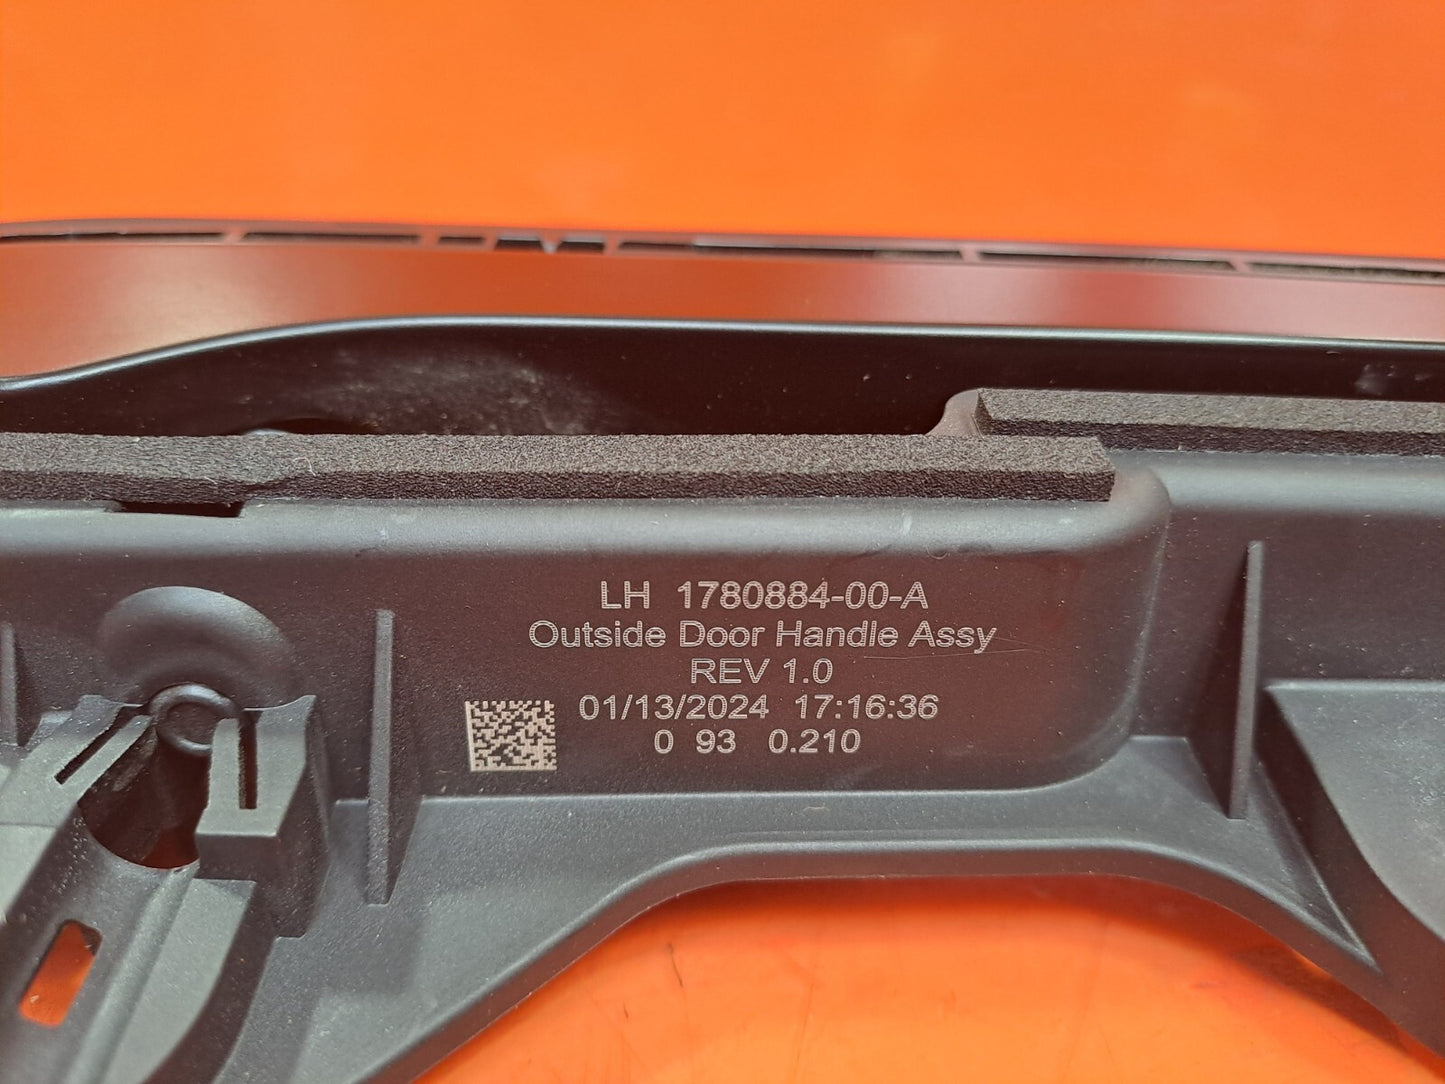 LH 1780884-00-A
Outside Door Handle Assy
REV 1.0
01/13/2024 17:16:36
0 93 0.210